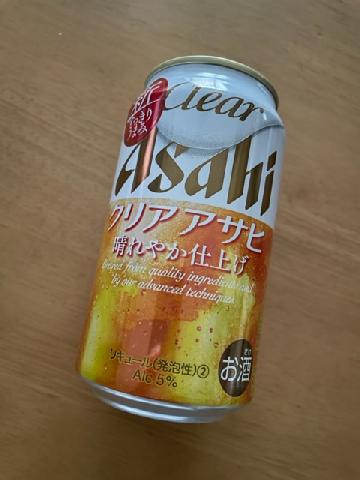 Clear
Asahi
クリアアサヒ
晴れやか仕上げ
Brewed from quality ingredients and
by our advanced techniques.
リキュール(発泡性)②
Alc 5%
お酒